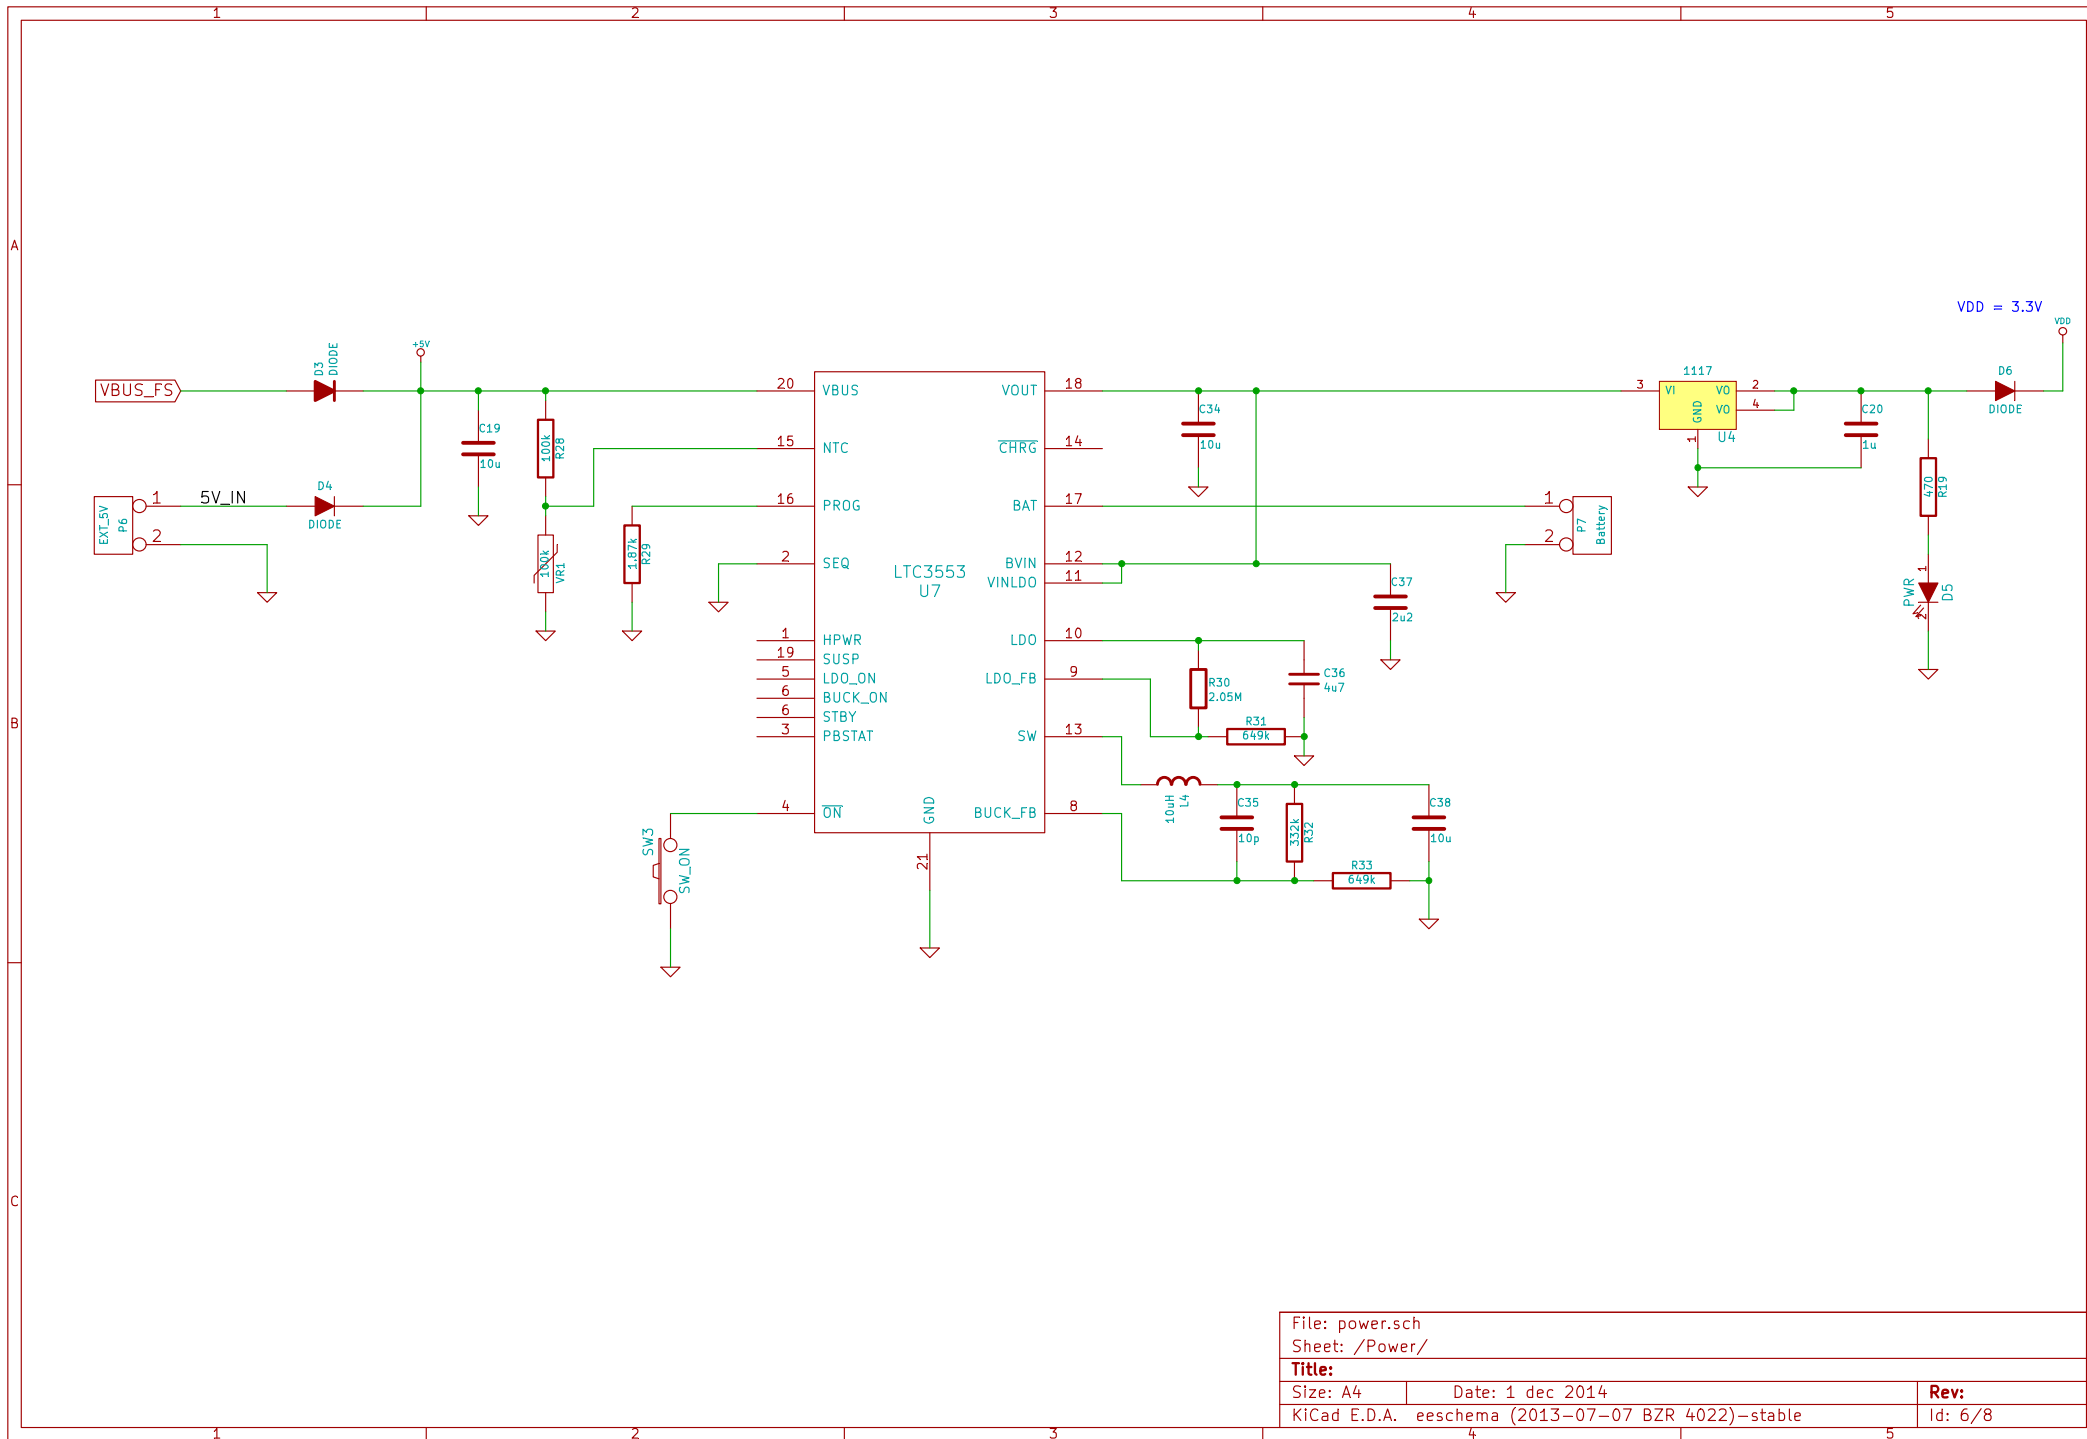 1 2 3 4 5
A
B
C
VDD = 3.3V
VDD
+5V
D3
DIODE
VBUS_FS
C19
10u
100k
R28
D4
DIODE
5V_IN
EXT_5V
P6
1
2
100k
VR1
1.87k
R29
LTC3553
U7
20 VBUS
15 NTC
16 PROG
2 SEQ
1 HPWR
19 SUSP
5 LDO_ON
6 BUCK_ON
6 STBY
3 PBSTAT
4 ON
GND
21
VOUT 18
CHRG 14
BAT 17
BVIN 12
VINLDO 11
LDO 10
LDO_FB 9
SW 13
BUCK_FB 8
SW3
SW_ON
C34
10u
1
2
P7
Battery
C37
2u2
R30
2.05M
C36
4u7
R31
649k
10uH
L4
C35
10p
332k
R32
C38
10u
R33
649k
1117
3 VI
VO 2
VO 4
GND
1
U4
C20
1u
D6
DIODE
470
R19
PWR
1
2
D5
File: power.sch
Sheet: /Power/
Title:
Size: A4 Date: 1 dec 2014 Rev:
KiCad E.D.A. eeschema (2013-07-07 BZR 4022)-stable Id: 6/8
1 2 3 4 5